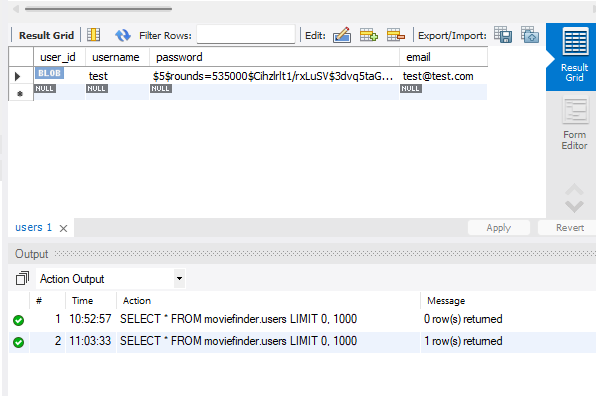 Result Grid Filter Rows: Edit: Export/Import:
user_id username password email
BLOB test $5$rounds=535000$Cihzlrlt1/rxLuSV$3dvq5taG... test@test.com
NULL NULL NULL NULL
Result Grid
Form Editor
users 1 Apply Revert
Output
Action Output
# Time Action Message
1 10:52:57 SELECT * FROM moviefinder.users LIMIT 0, 1000 0 row(s) returned
2 11:03:33 SELECT * FROM moviefinder.users LIMIT 0, 1000 1 row(s) returned